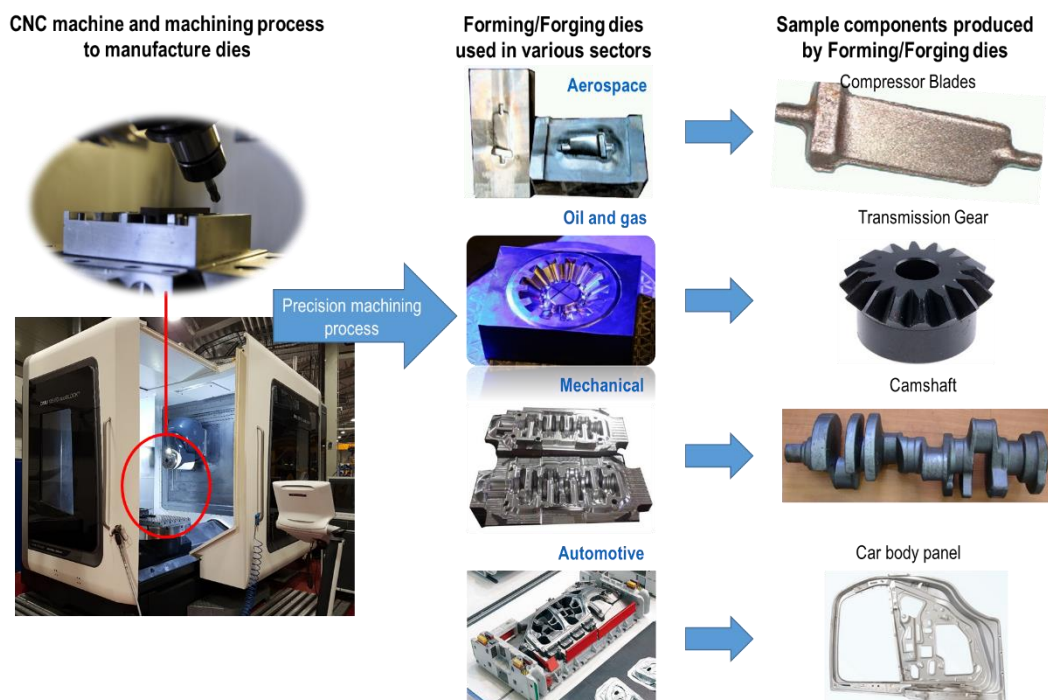 CNC machine and machining process
to manufacture dies
Forming/Forging dies
used in various sectors
Sample components produced
by Forming/Forging dies
Aerospace
Compressor Blades
Oil and gas
Transmission Gear
Precision machining
process
Mechanical
Camshaft
Automotive
Car body panel